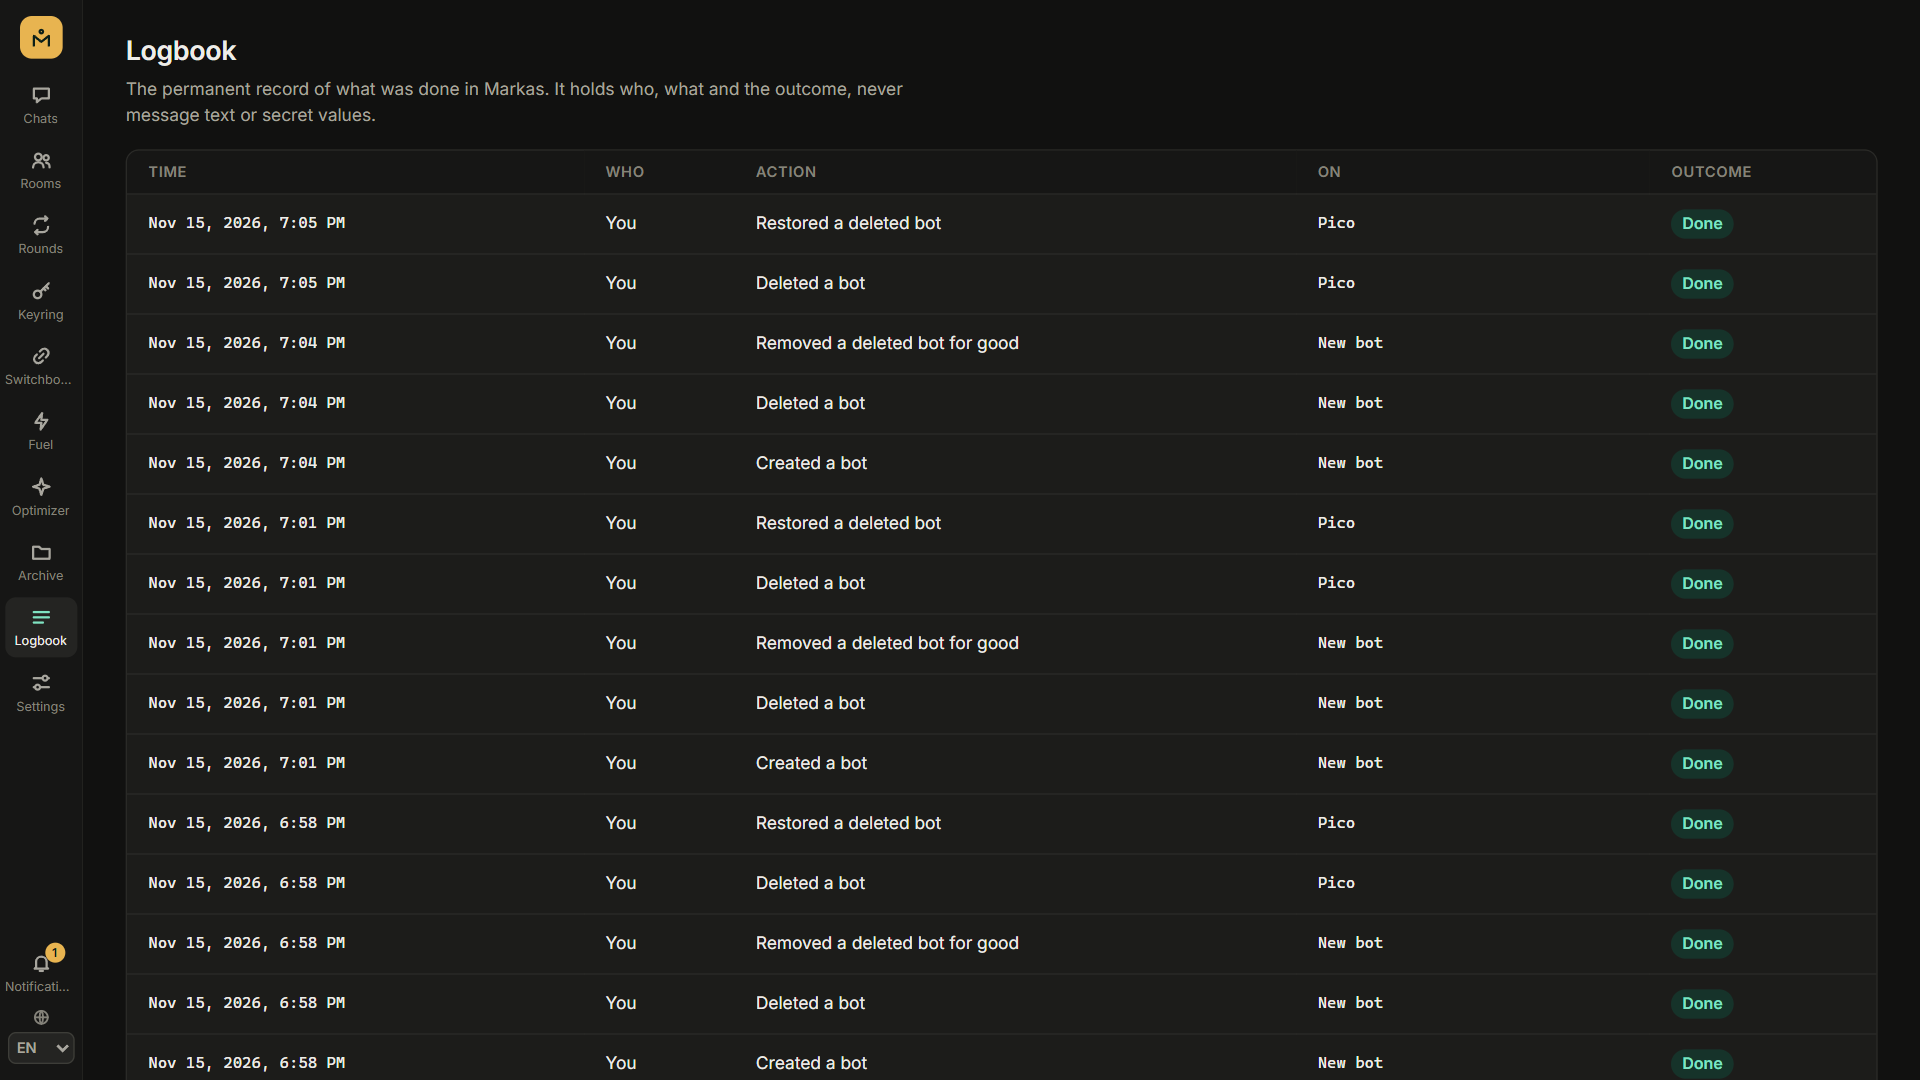 Chats
Rooms
Rounds
Keyring
Switchbo...
Fuel
Optimizer
Archive
Logbook
Settings
1
Notificati...
EN
Logbook
The permanent record of what was done in Markas. It holds who, what and the outcome, never
message text or secret values.
TIME WHO ACTION ON OUTCOME
Nov 15, 2026, 7:05 PM You Restored a deleted bot Pico Done
Nov 15, 2026, 7:05 PM You Deleted a bot Pico Done
Nov 15, 2026, 7:04 PM You Removed a deleted bot for good New bot Done
Nov 15, 2026, 7:04 PM You Deleted a bot New bot Done
Nov 15, 2026, 7:04 PM You Created a bot New bot Done
Nov 15, 2026, 7:01 PM You Restored a deleted bot Pico Done
Nov 15, 2026, 7:01 PM You Deleted a bot Pico Done
Nov 15, 2026, 7:01 PM You Removed a deleted bot for good New bot Done
Nov 15, 2026, 7:01 PM You Deleted a bot New bot Done
Nov 15, 2026, 7:01 PM You Created a bot New bot Done
Nov 15, 2026, 6:58 PM You Restored a deleted bot Pico Done
Nov 15, 2026, 6:58 PM You Deleted a bot Pico Done
Nov 15, 2026, 6:58 PM You Removed a deleted bot for good New bot Done
Nov 15, 2026, 6:58 PM You Deleted a bot New bot Done
Nov 15, 2026, 6:58 PM You Created a bot New bot Done